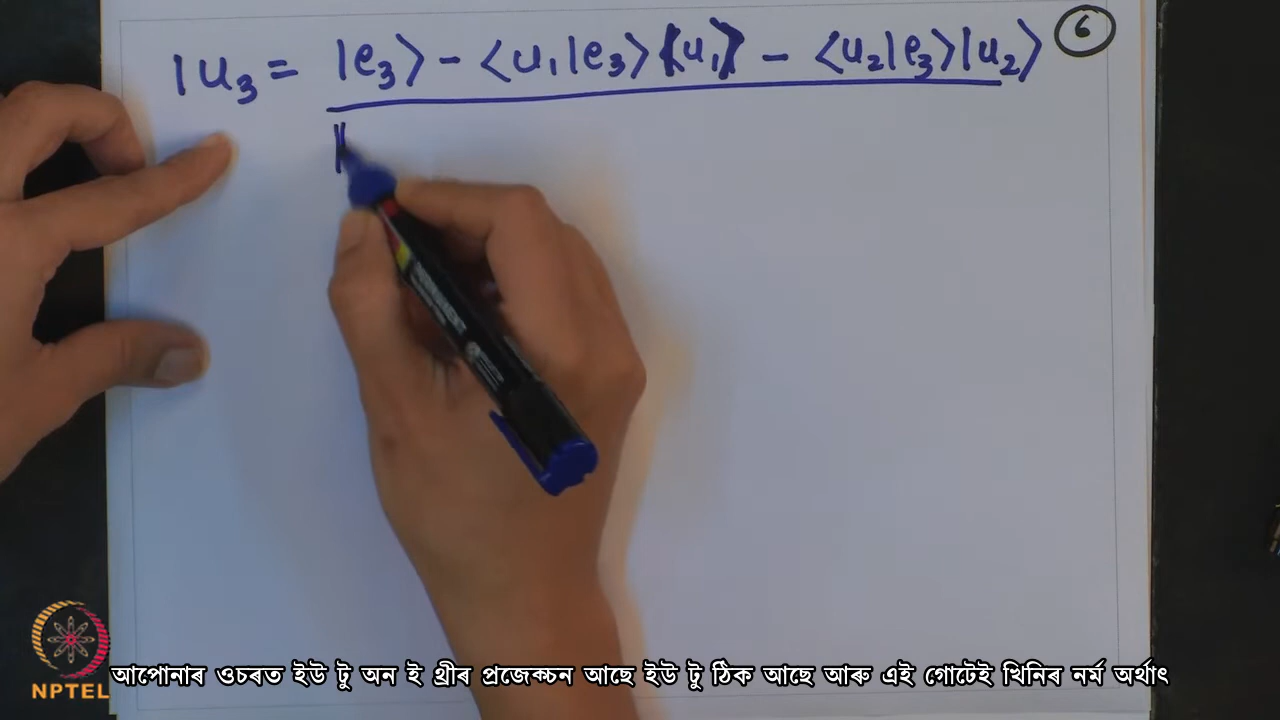 |u₃ = |e₃⟩ - ⟨u₁|e₃⟩|u₁⟩ - ⟨u₂|e₃⟩|u₂⟩ ⑥
||
আপোনাৰ ওচৰত ইউ টু অন ই থ্ৰীৰ প্ৰজেক্চন আছে ইউ টু ঠিক আছে আৰু এই গোটেই খিনিৰ নৰ্ম অৰ্থাৎ
NPTEL